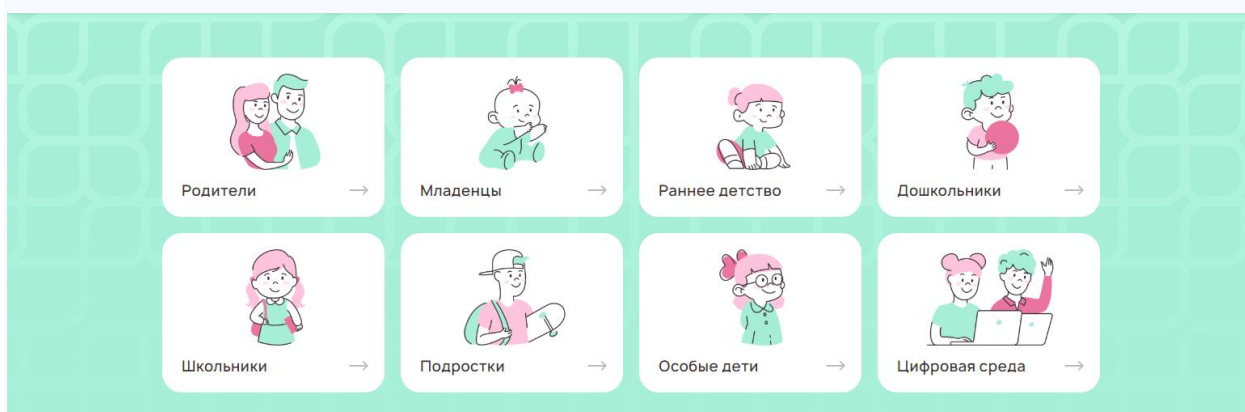 Родители
Младенцы
Раннее детство
Дошкольники
Школьники
Подростки
Особые дети
Цифровая среда